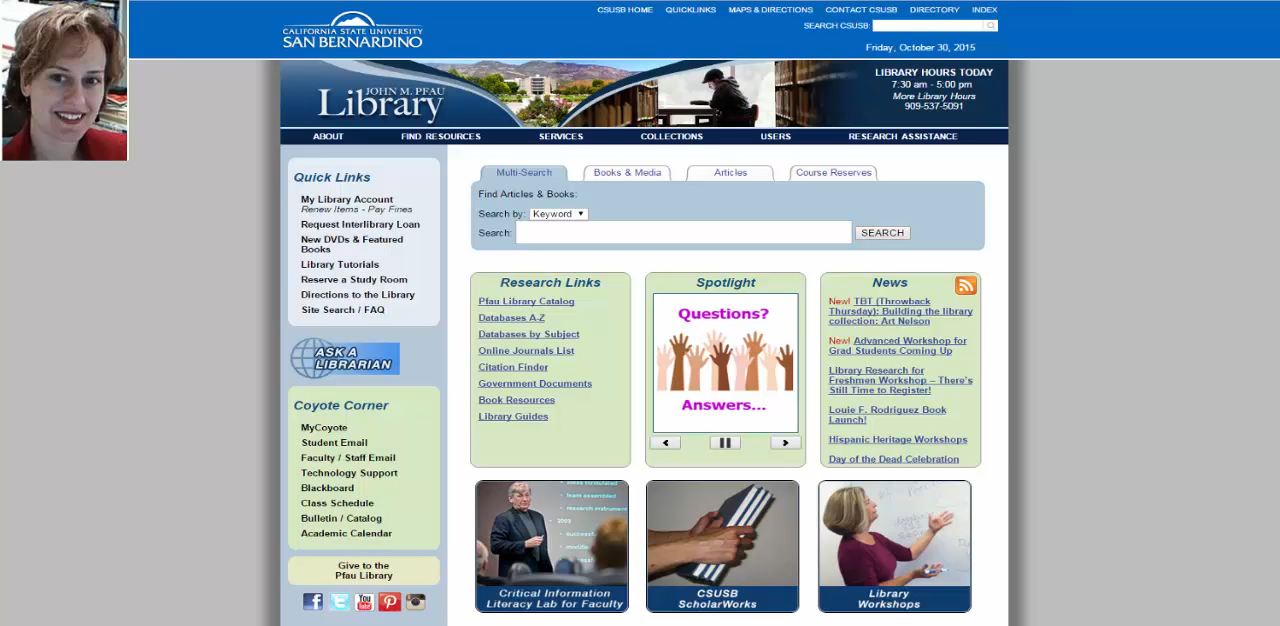 CSUSB HOME QUICKLINKS MAPS & DIRECTIONS CONTACT CSUSB DIRECTORY INDEX
SEARCH CSUSB:
CALIFORNIA STATE UNIVERSITY
SAN BERNARDINO
Friday, October 30, 2015
JOHN M. PFAU
Library
LIBRARY HOURS TODAY
7:30 am - 5:00 pm
More Library Hours
909-537-5091
ABOUT FIND RESOURCES SERVICES COLLECTIONS USERS RESEARCH ASSISTANCE
Quick Links
My Library Account
Renew Items - Pay Fines
Request Interlibrary Loan
New DVDs & Featured
Books
Library Tutorials
Reserve a Study Room
Directions to the Library
Site Search / FAQ
ASK A
LIBRARIAN
Coyote Corner
MyCoyote
Student Email
Faculty / Staff Email
Technology Support
Blackboard
Class Schedule
Bulletin / Catalog
Academic Calendar
Give to the
Pfau Library
You
Tube
Multi-Search Books & Media Articles Course Reserves
Find Articles & Books:
Search by: Keyword
Search: SEARCH
Research Links
Pfau Library Catalog
Databases A-Z
Databases by Subject
Online Journals List
Citation Finder
Government Documents
Book Resources
Library Guides
Spotlight
Questions?
Answers...
News
New! TBT (Throwback
Thursday): Building the library
collection: Art Nelson
New! Advanced Workshop for
Grad Students Coming Up
Library Research for
Freshmen Workshop – There's
Still Time to Register!
Louie F. Rodriguez Book
Launch!
Hispanic Heritage Workshops
Day of the Dead Celebration
team assembled
research instrument
2003
Critical Information
Literacy Lab for Faculty
CSUSB
ScholarWorks
Library
Workshops